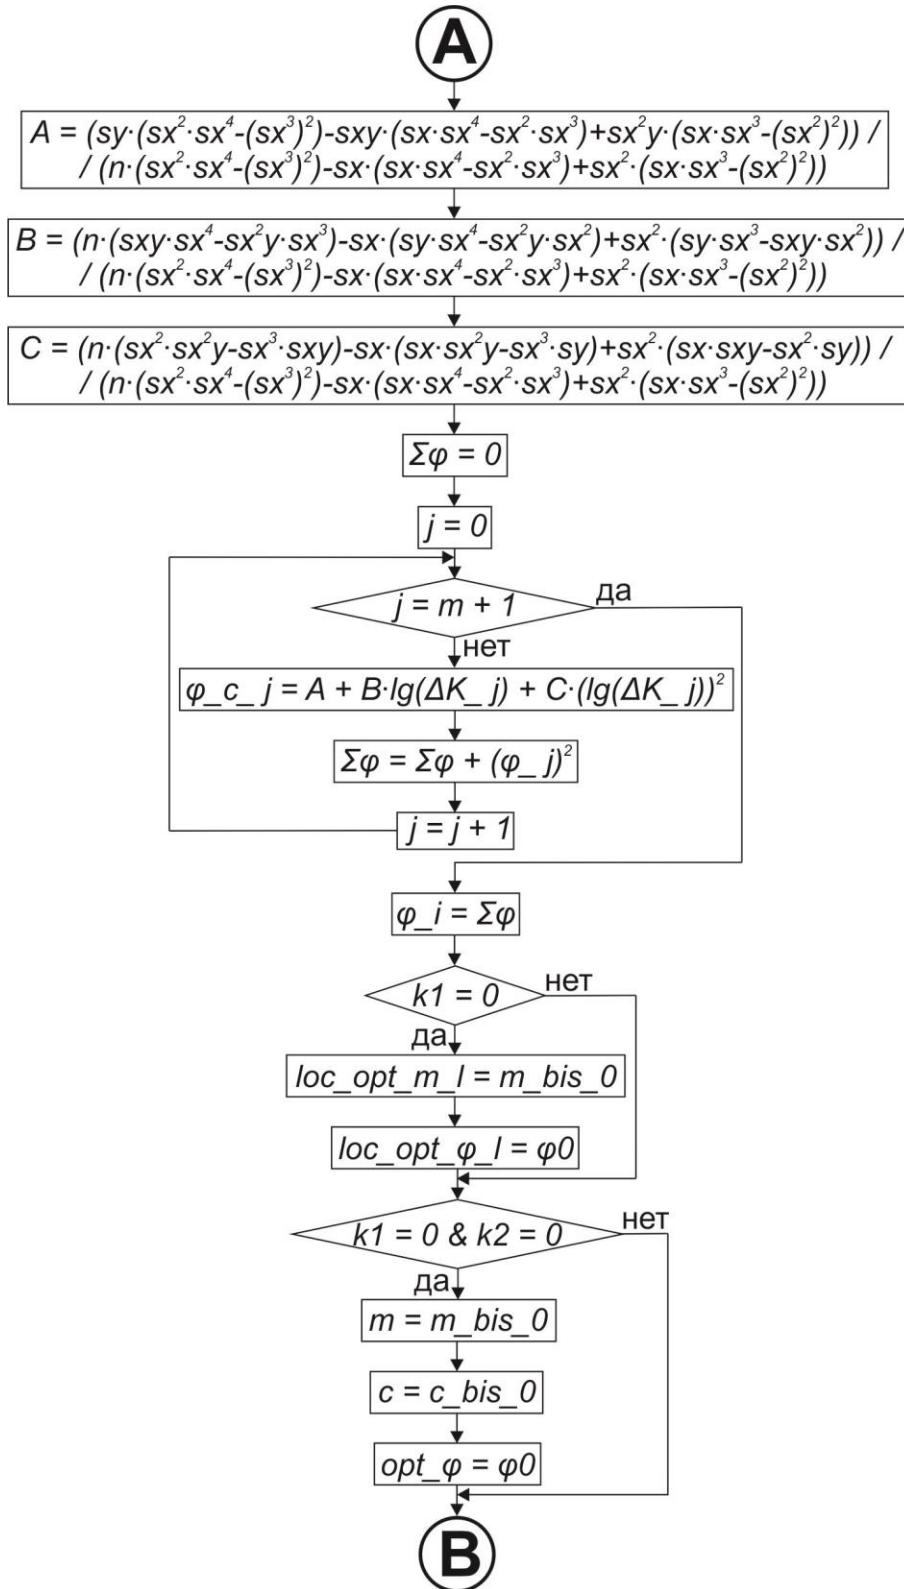 A
A = (sy·(sx²·sx⁴-(sx³)²)-sxy·(sx·sx⁴-sx²·sx³)+sx²y·(sx·sx³-(sx²)²)) /
/ (n·(sx²·sx⁴-(sx³)²)-sx·(sx·sx⁴-sx²·sx³)+sx²·(sx·sx³-(sx²)²))
B = (n·(sxy·sx⁴-sx²y·sx³)-sx·(sy·sx⁴-sx²y·sx²)+sx²·(sy·sx³-sxy·sx²)) /
/ (n·(sx²·sx⁴-(sx³)²)-sx·(sx·sx⁴-sx²·sx³)+sx²·(sx·sx³-(sx²)²))
C = (n·(sx²·sx²y-sx³·sxy)-sx·(sx·sx²y-sx³·sy)+sx²·(sx·sxy-sx²·sy)) /
/ (n·(sx²·sx⁴-(sx³)²)-sx·(sx·sx⁴-sx²·sx³)+sx²·(sx·sx³-(sx²)²))
Σφ = 0
j = 0
j = m + 1
да
нет
φ_c_j = A + B·lg(ΔK_j) + C·(lg(ΔK_j))²
Σφ = Σφ + (φ_j)²
j = j + 1
φ_i = Σφ
k1 = 0
нет
да
loc_opt_m_l = m_bis_0
loc_opt_φ_l = φ0
k1 = 0 & k2 = 0
нет
да
m = m_bis_0
c = c_bis_0
opt_φ = φ0
B